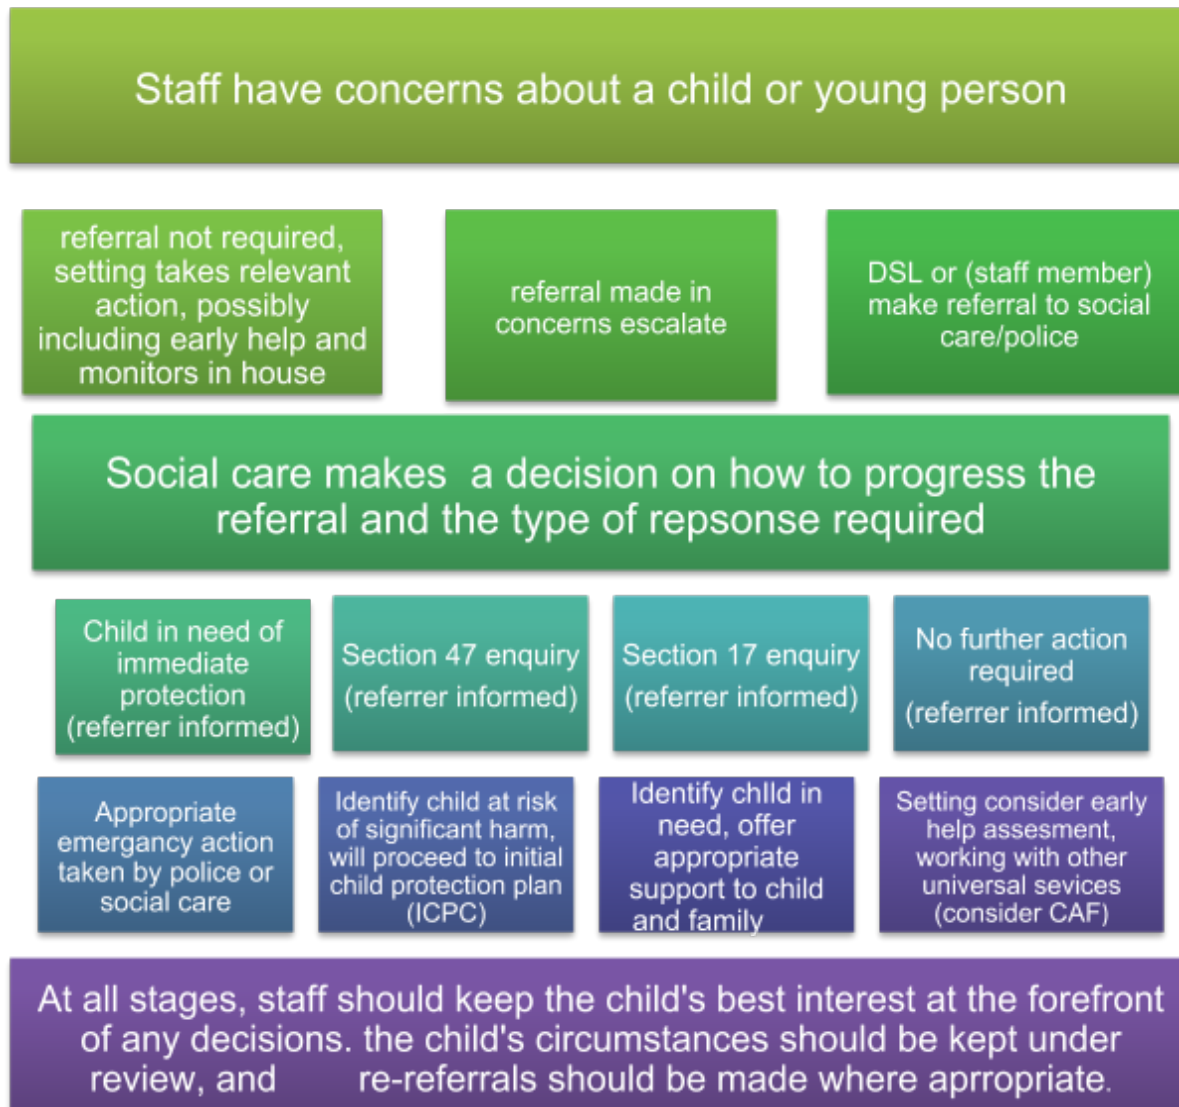 Staff have concerns about a child or young person
referral not required,
setting takes relevant
action, possibly
including early help and
monitors in house
referral made in
concerns escalate
DSL or (staff member)
make referral to social
care/police
Social care makes  a decision on how to progress the
referral and the type of repsonse required
Child in need of
immediate
protection
(referrer informed)
Section 47 enquiry
(referrer informed)
Section 17 enquiry
(referrer informed)
No further action
required
(referrer informed)
Appropriate
emergancy action
taken by police or
social care
Identify child at risk
of significant harm,
will proceed to initial
child protection plan
(ICPC)
Identify chIld in
need, offer
appropriate
support to child
and family
Setting consider early
help assesment,
working with other
universal sevices
(consider CAF)
At all stages, staff should keep the child's best interest at the forefront
of any decisions. the child's circumstances should be kept under
review, and        re-referrals should be made where aprropriate.